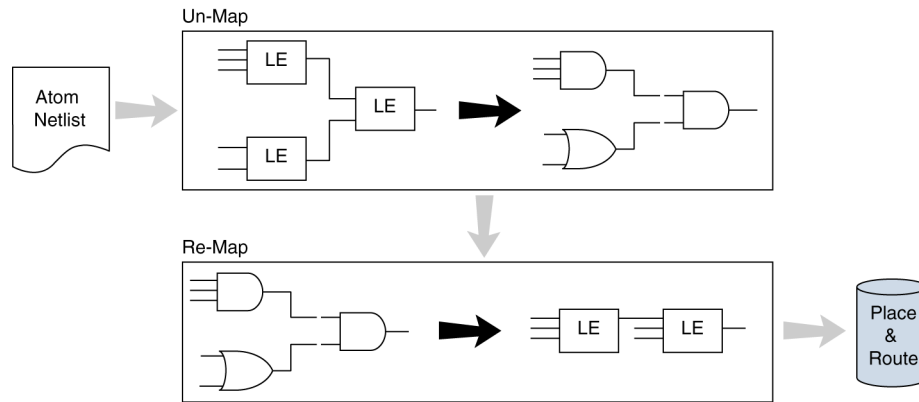 Un-Map
Atom
Netlist
LE
LE
LE
Re-Map
LE
LE
Place
&
Route